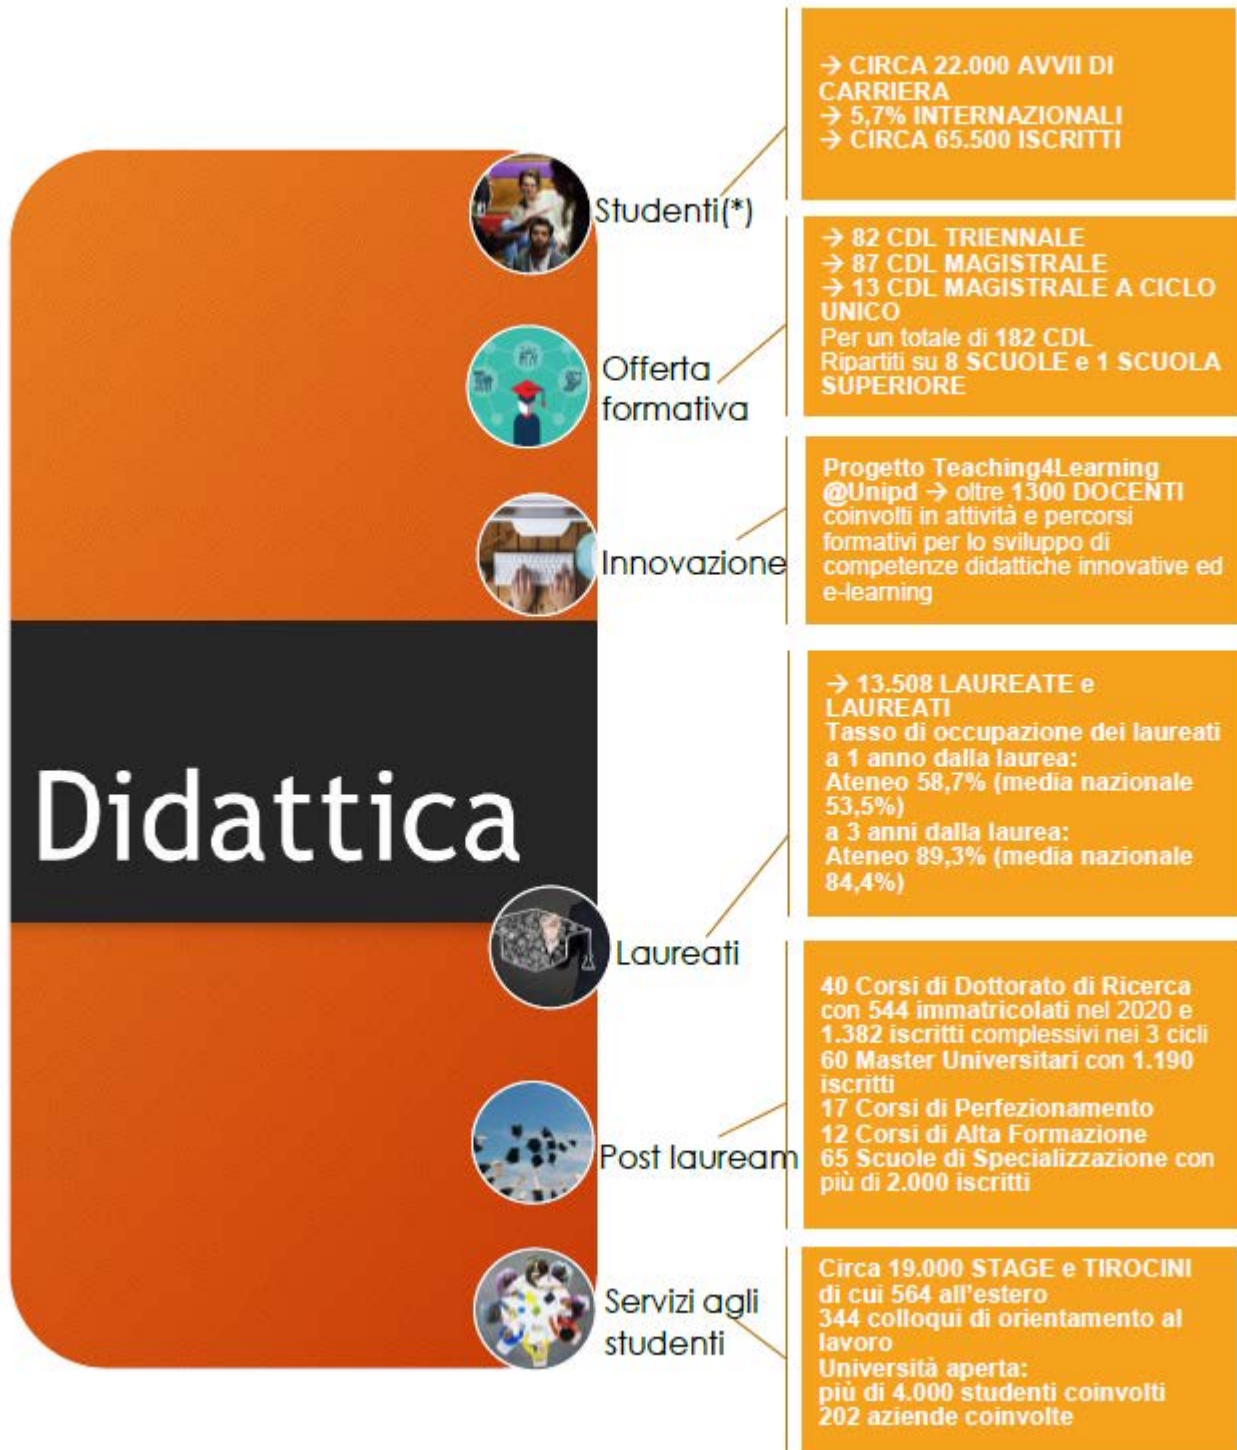 Didattica
Studenti(*)
→ CIRCA 22.000 AVVII DI
CARRIERA
→ 5,7% INTERNAZIONALI
→ CIRCA 65.500 ISCRITTI
Offerta
formativa
→ 82 CDL TRIENNALE
→ 87 CDL MAGISTRALE
→ 13 CDL MAGISTRALE A CICLO
UNICO
Per un totale di 182 CDL
Ripartiti su 8 SCUOLE e 1 SCUOLA
SUPERIORE
Innovazione
Progetto Teaching4Learning
@Unipd → oltre 1300 DOCENTI
coinvolti in attività e percorsi
formativi per lo sviluppo di
competenze didattiche innovative ed
e-learning
Laureati
→ 13.508 LAUREATE e
LAUREATI
Tasso di occupazione dei laureati
a 1 anno dalla laurea:
Ateneo 58,7% (media nazionale
53,5%)
a 3 anni dalla laurea:
Ateneo 89,3% (media nazionale
84,4%)
Post lauream
40 Corsi di Dottorato di Ricerca
con 544 immatricolati nel 2020 e
1.382 iscritti complessivi nei 3 cicli
60 Master Universitari con 1.190
iscritti
17 Corsi di Perfezionamento
12 Corsi di Alta Formazione
65 Scuole di Specializzazione con
più di 2.000 iscritti
Servizi agli
studenti
Circa 19.000 STAGE e TIROCINI
di cui 564 all'estero
344 colloqui di orientamento al
lavoro
Università aperta:
più di 4.000 studenti coinvolti
202 aziende coinvolte